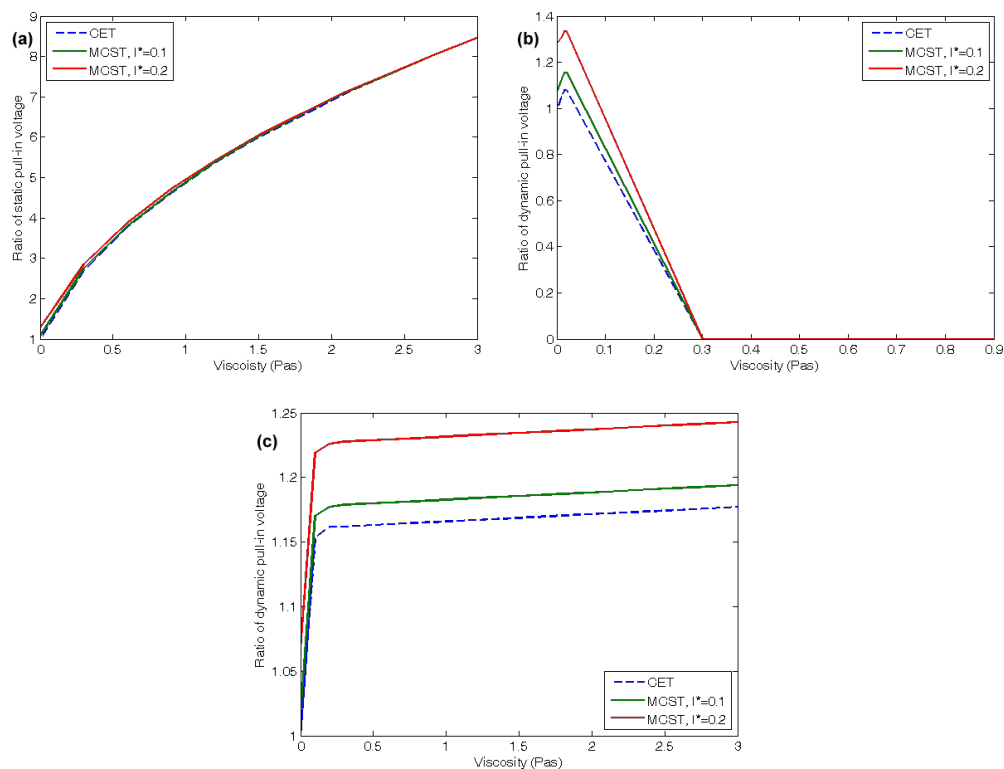 (a)
CET
MCST, l*=0.1
MCST, l*=0.2
Ratio of static pull-in voltage
9
8
7
6
5
4
3
2
1
0 0.5 1 1.5 2 2.5 3
Viscoisty (Pas)
(b)
CET
MCST, l*=0.1
MCST, l*=0.2
Ratio of dynamic pull-in voltage
1.4
1.2
1
0.8
0.6
0.4
0.2
0
0 0.1 0.2 0.3 0.4 0.5 0.6 0.7 0.8 0.9
Viscosity (Pas)
(c)
Ratio of dynamic pull-in voltage
1.25
1.2
1.15
1.1
1.05
1
CET
MCST, l*=0.1
MCST, l*=0.2
0 0.5 1 1.5 2 2.5 3
Viscosity (Pas)